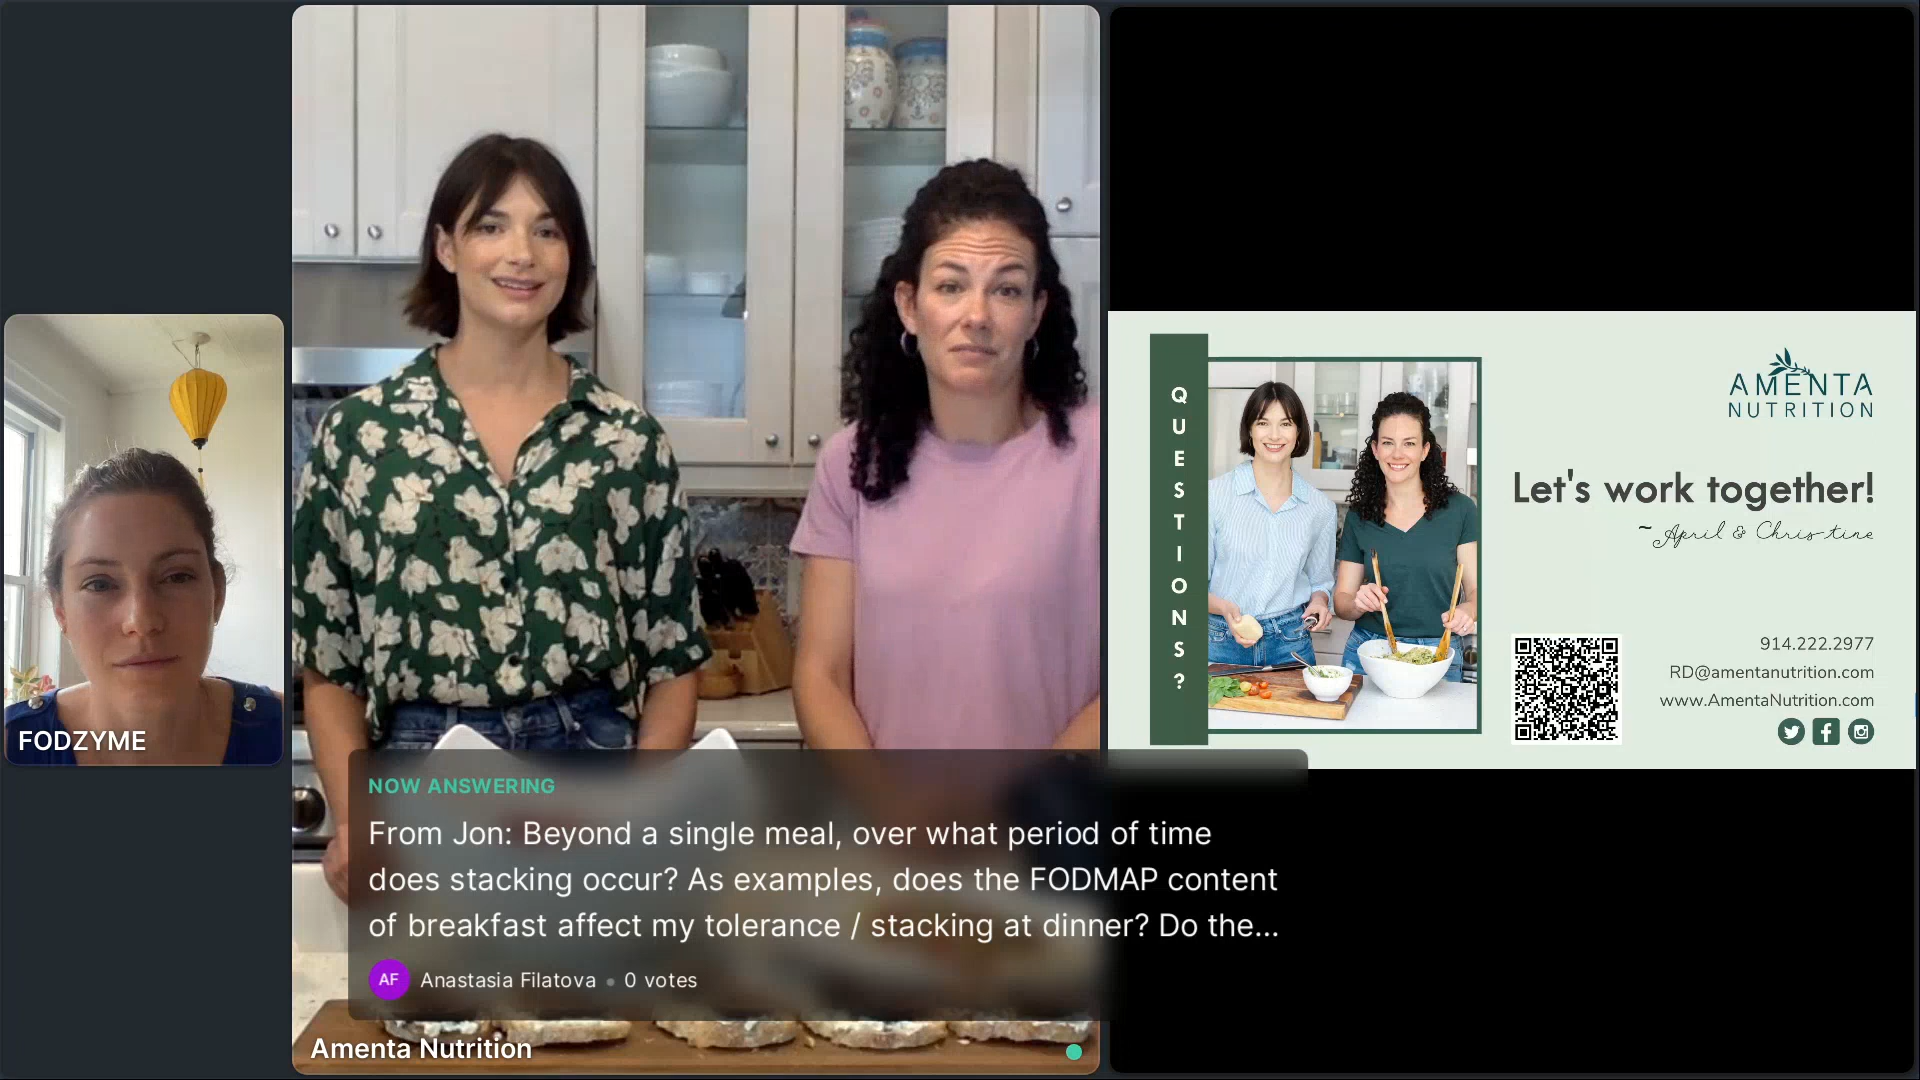 FODZYME
NOW ANSWERING
From Jon: Beyond a single meal, over what period of time
does stacking occur? As examples, does the FODMAP content
of breakfast affect my tolerance / stacking at dinner? Do the...
AF Anastasia Filatova • 0 votes
Amenta Nutrition
QUESTIONS?
AMENTA
NUTRITION
Let's work together!
~April & Christine
914.222.2977
RD@amentanutrition.com
www.AmentaNutrition.com